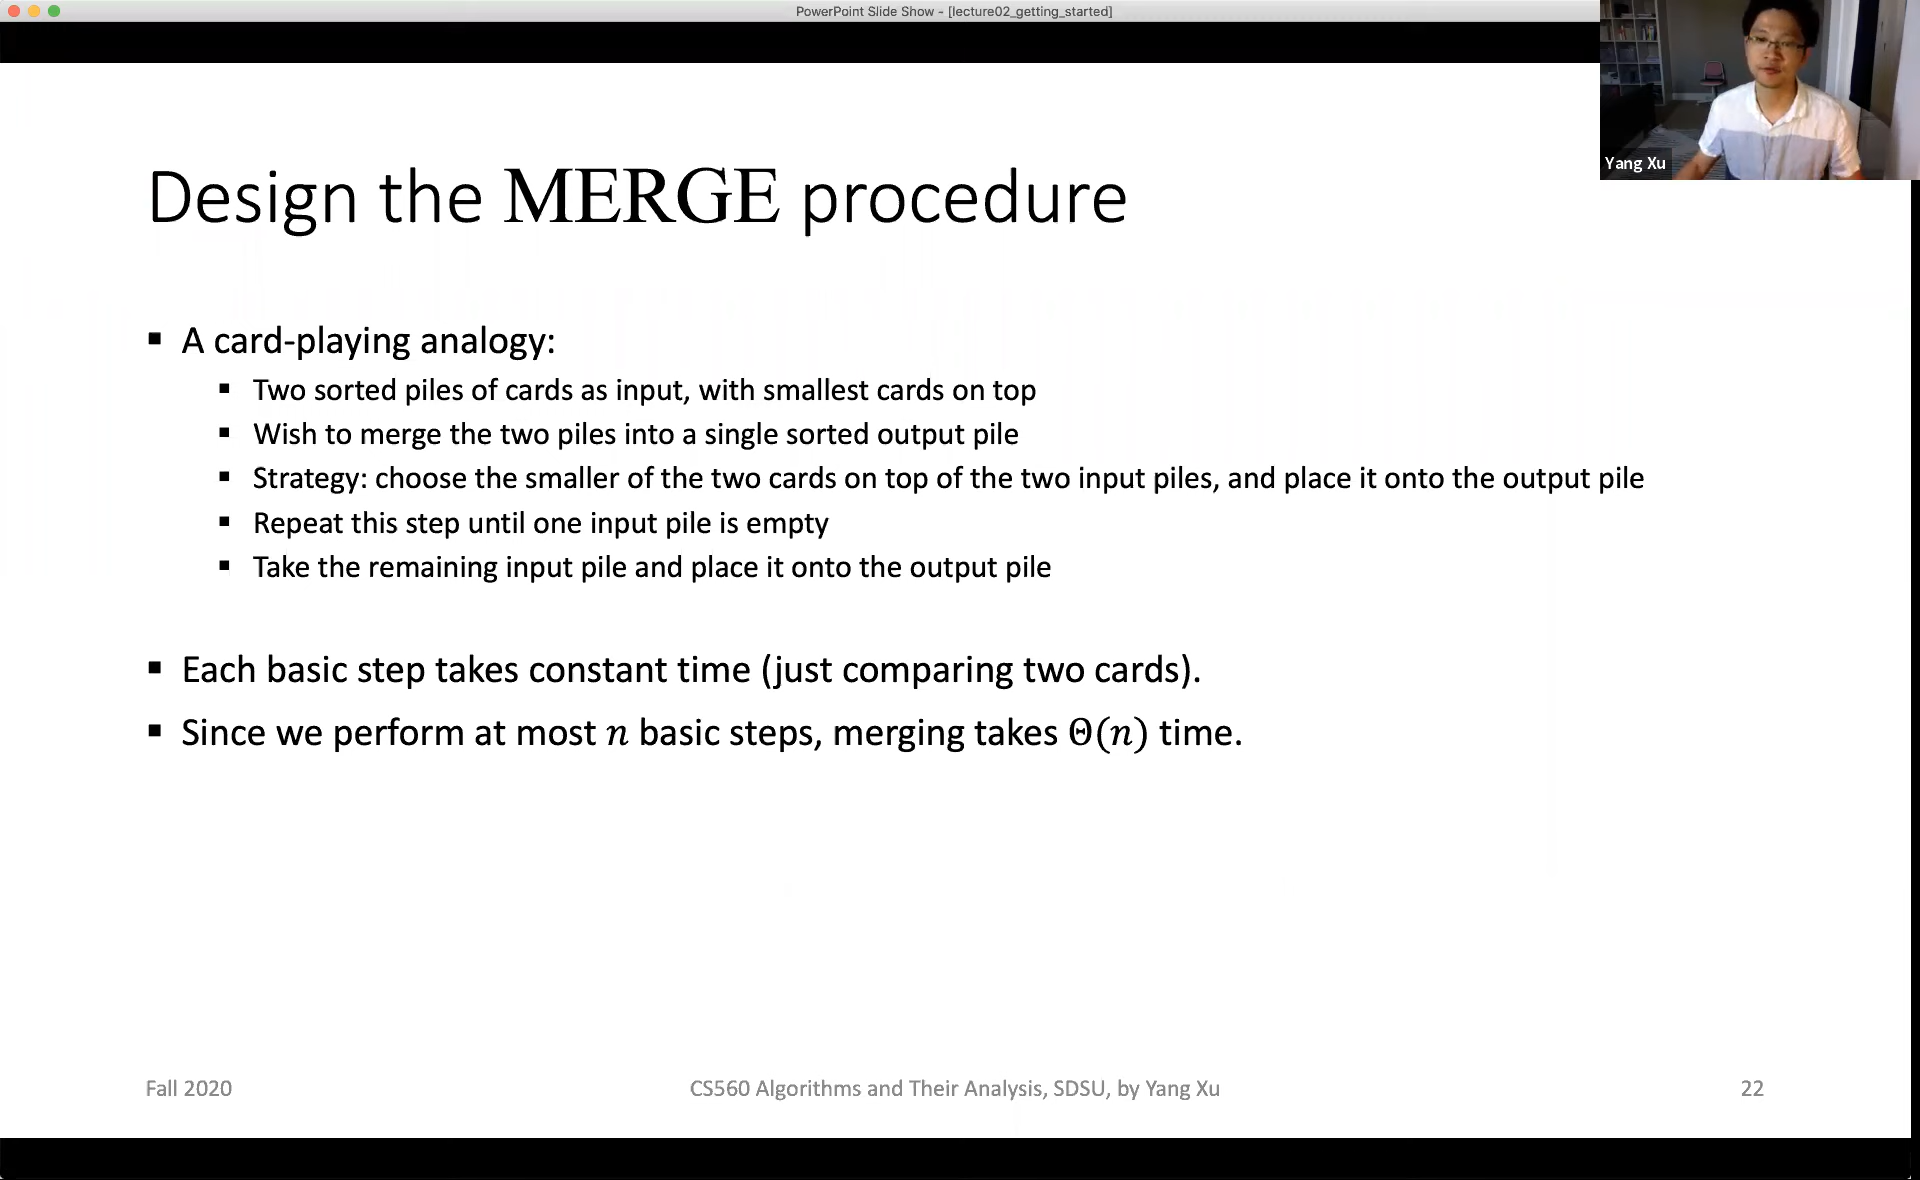 PowerPoint Slide Show - [lecture02_getting_started]
Yang Xu
Design the MERGE procedure
▪ A card-playing analogy:
▪ Two sorted piles of cards as input, with smallest cards on top
▪ Wish to merge the two piles into a single sorted output pile
▪ Strategy: choose the smaller of the two cards on top of the two input piles, and place it onto the output pile
▪ Repeat this step until one input pile is empty
▪ Take the remaining input pile and place it onto the output pile
▪ Each basic step takes constant time (just comparing two cards).
▪ Since we perform at most n basic steps, merging takes Θ(n) time.
Fall 2020
CS560 Algorithms and Their Analysis, SDSU, by Yang Xu
22